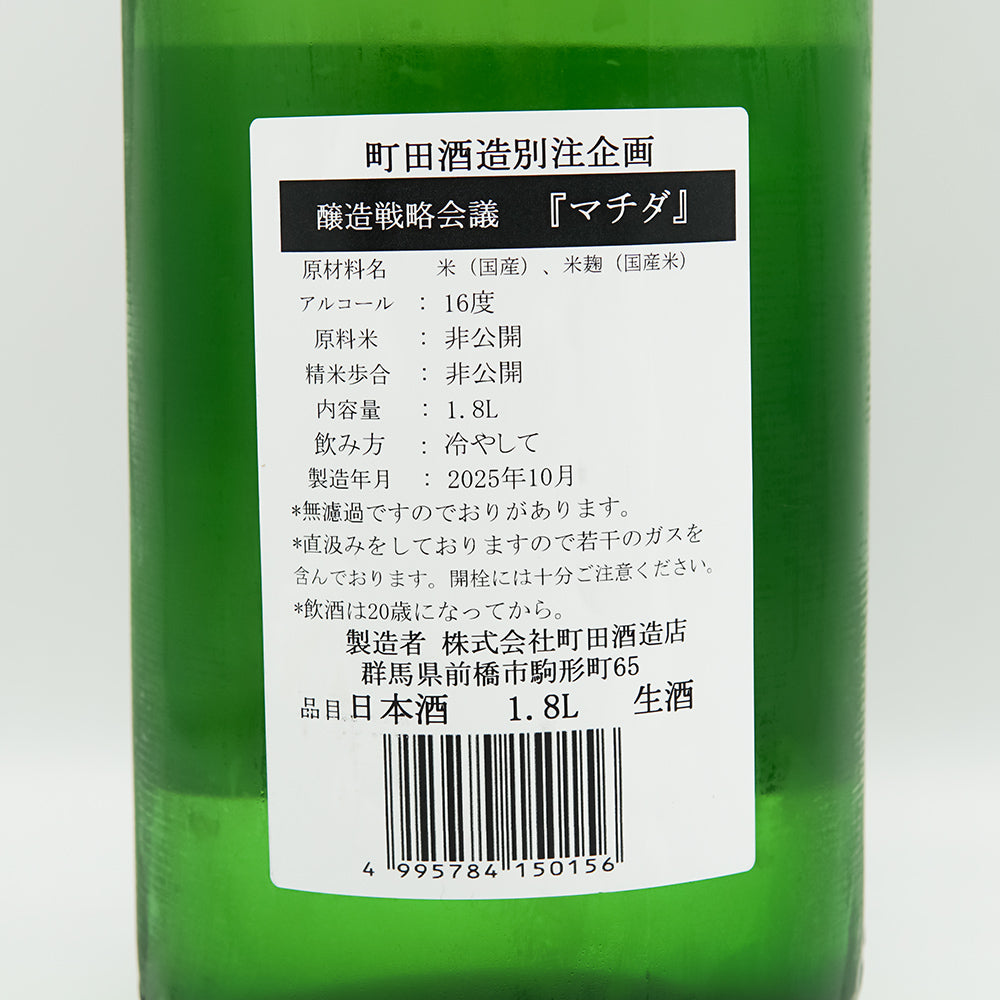 町田酒造別注企画
醸造戦略会議 『マチダ』
原材料名 米（国産）、米麹（国産米）
アルコール : 16度
原料米 : 非公開
精米歩合 : 非公開
内容量 : 1.8L
飲み方 : 冷やして
製造年月 : 2025年10月
*無濾過ですのでおりがあります。
*直汲みをしておりますので若干のガスを
含んでおります。開栓には十分ご注意ください。
*飲酒は20歳になってから。
製造者 株式会社町田酒造店
群馬県前橋市駒形町65
品目 日本酒 1.8L 生酒
4 995784 150156